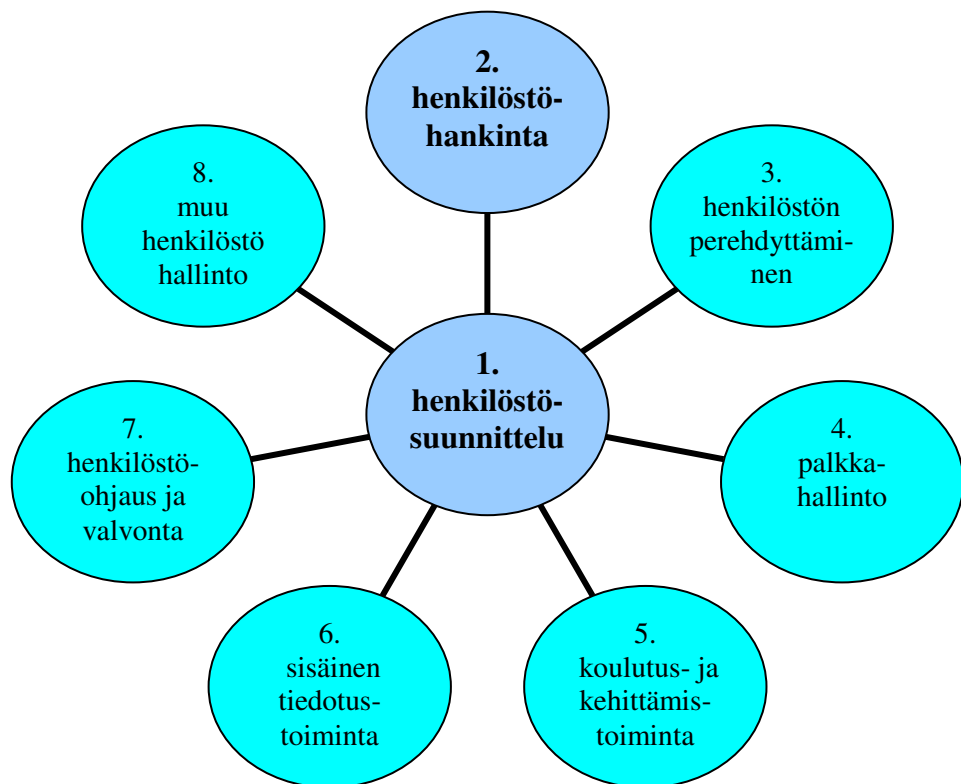 2.
henkilöstö-
hankinta
8.
muu
henkilöstö
hallinto
3.
henkilöstön
perehdyttämi-
nen
1.
henkilöstö-
suunnittelu
7.
henkilöstö-
ohjaus ja
valvonta
4.
palkka-
hallinto
6.
sisäinen
tiedotus-
toiminta
5.
koulutus- ja
kehittämis-
toiminta